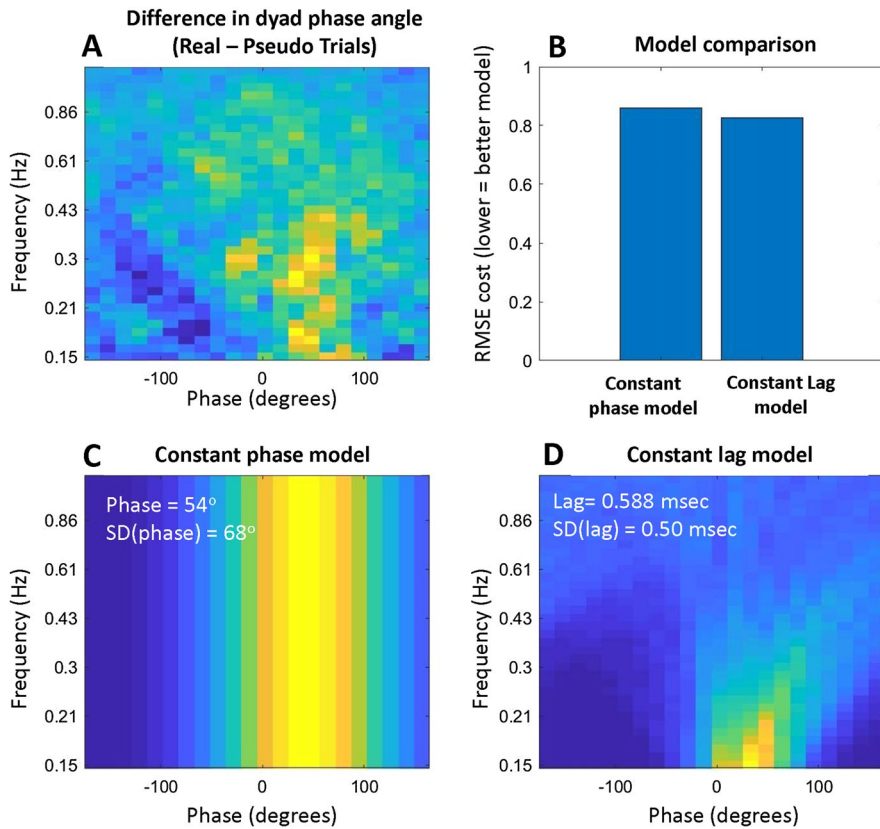 A
Difference in dyad phase angle
(Real – Pseudo Trials)
Frequency (Hz)
0.86
0.61
0.43
0.3
0.21
0.15
-100
0
100
Phase (degrees)
B
Model comparison
RMSE cost (lower = better model)
1
0.8
0.6
0.4
0.2
0
Constant
phase model
Constant Lag
model
C
Constant phase model
Phase = 54°
SD(phase) = 68°
Frequency (Hz)
0.86
0.61
0.43
0.3
0.21
0.15
-100
0
100
Phase (degrees)
D
Constant lag model
Lag= 0.588 msec
SD(lag) = 0.50 msec
Frequency (Hz)
0.86
0.61
0.43
0.3
0.21
0.15
-100
0
100
Phase (degrees)